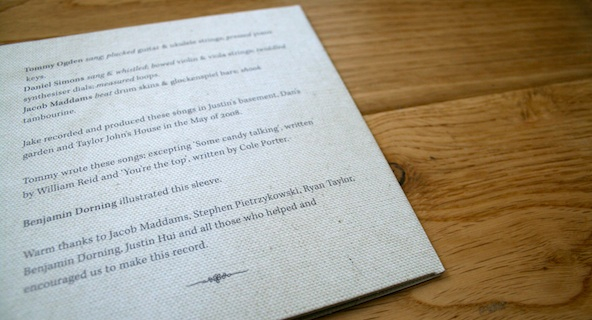 Tommy Ogden sang; plucked guitar & ukulele strings; pressed piano
keys.
Daniel Simons sang & whistled; bowed violin & viola strings; twiddled
synthesiser dials; measured loops.
Jacob Maddams beat drum skins & glockenspiel bars; shook
tambourine.
Jake recorded and produced these songs in Justin's basement, Dan's
garden and Taylor John's House in the May of 2008.
Tommy wrote these songs; excepting 'Some candy talking', written
by William Reid and 'You're the top', written by Cole Porter.
Benjamin Dorning illustrated this sleeve.
Warm thanks to Jacob Maddams, Stephen Pietrzykowski, Ryan Taylor,
Benjamin Dorning, Justin Hui and all those who helped and
encouraged us to make this record.